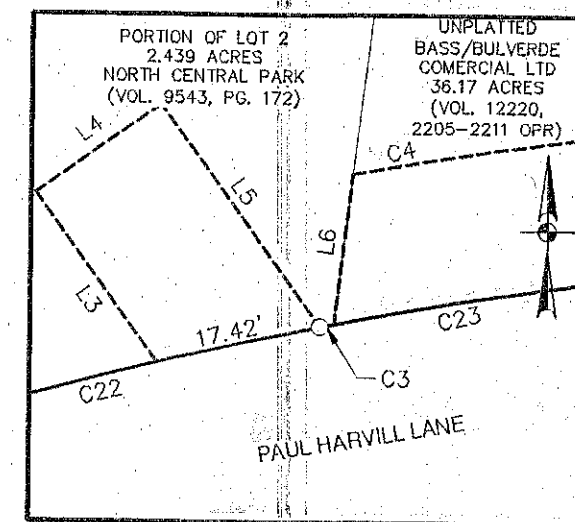 PORTION OF LOT 2
2.439 ACRES
NORTH CENTRAL PARK
(VOL. 9543, PG. 172)
UNPLATTED
BASS/BULVERDE
COMERCIAL LTD
36.17 ACRES
(VOL. 12220,
2205-2211 OPR)
L4
C4
L5
L6
L3
17.42'
C23
C22
C3
PAUL HARVILL LANE